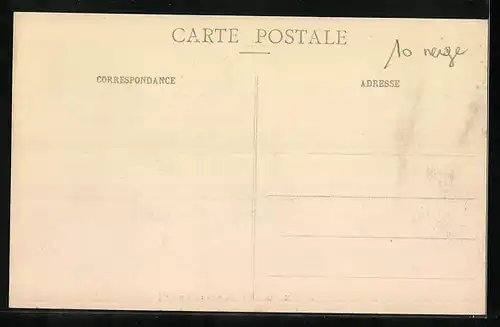 CARTE POSTALE
10 neige
CORRESPONDANCE
ADRESSE